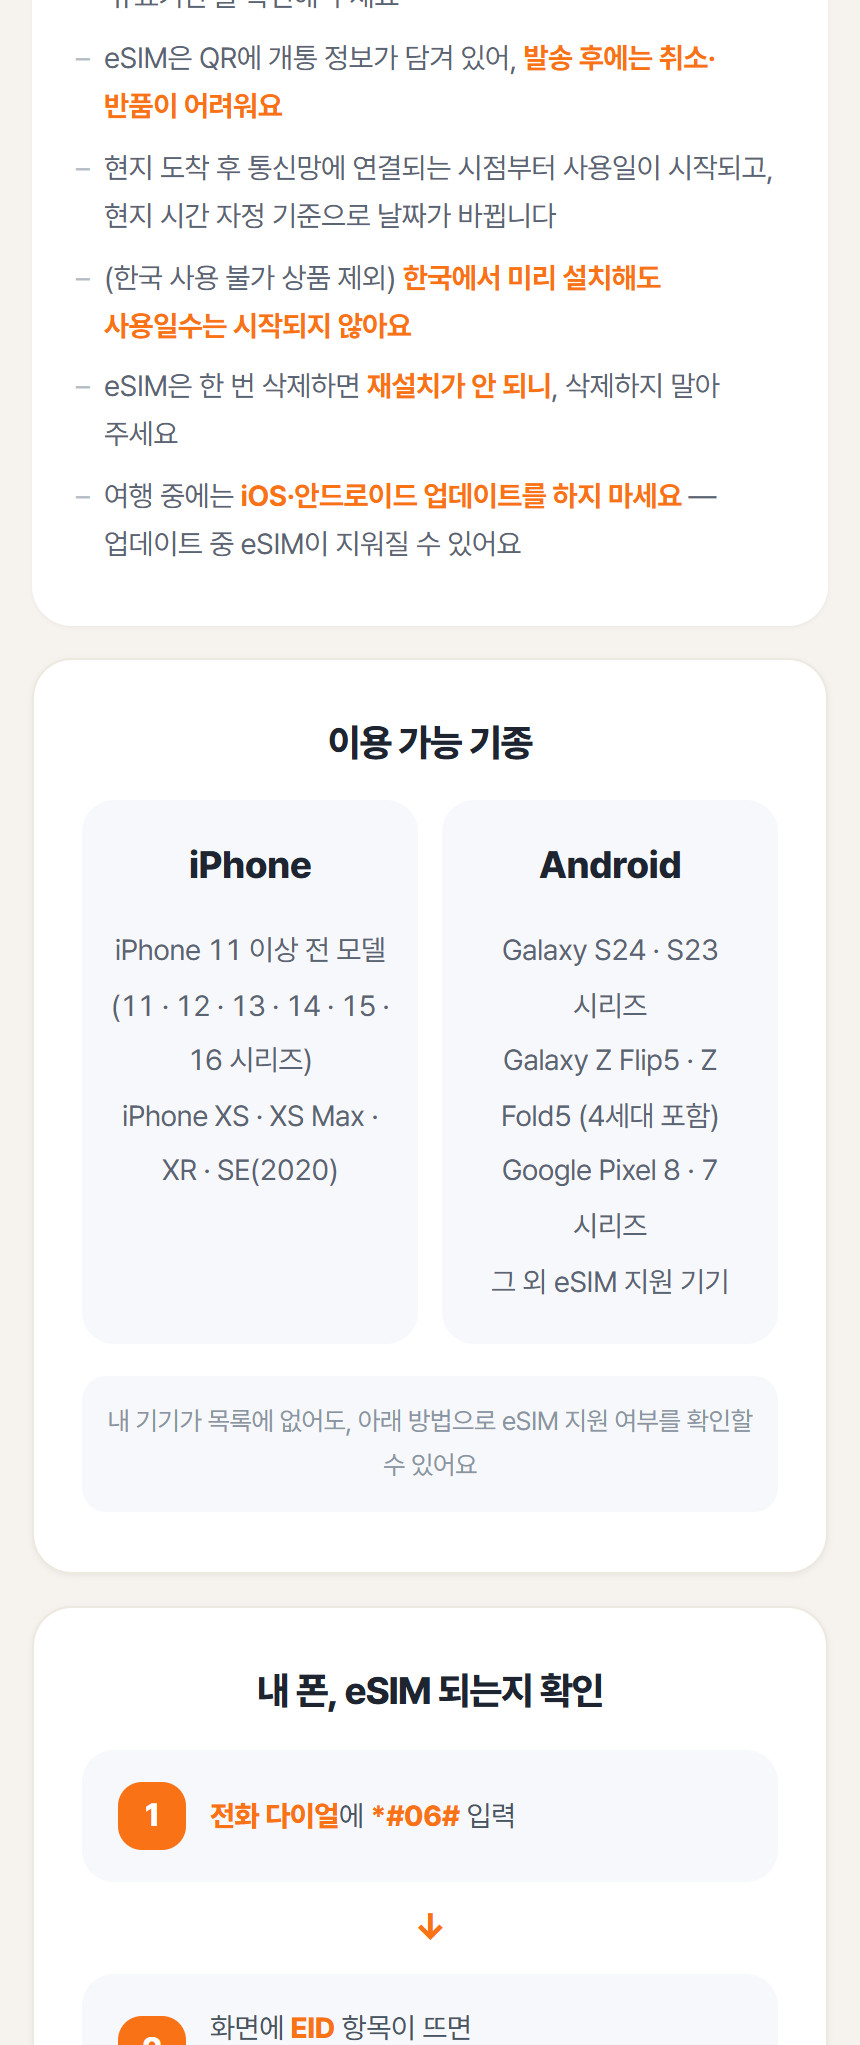 – eSIM은 QR에 개통 정보가 담겨 있어, 발송 후에는 취소·
반품이 어려워요
– 현지 도착 후 통신망에 연결되는 시점부터 사용일이 시작되고,
현지 시간 자정 기준으로 날짜가 바뀝니다
– (한국 사용 불가 상품 제외) 한국에서 미리 설치해도
사용일수는 시작되지 않아요
– eSIM은 한 번 삭제하면 재설치가 안 되니, 삭제하지 말아
주세요
– 여행 중에는 iOS·안드로이드 업데이트를 하지 마세요 —
업데이트 중 eSIM이 지워질 수 있어요
이용 가능 기종
iPhone
iPhone 11 이상 전 모델
(11 · 12 · 13 · 14 · 15 ·
16 시리즈)
iPhone XS · XS Max ·
XR · SE(2020)
Android
Galaxy S24 · S23
시리즈
Galaxy Z Flip5 · Z
Fold5 (4세대 포함)
Google Pixel 8 · 7
시리즈
그 외 eSIM 지원 기기
내 기기가 목록에 없어도, 아래 방법으로 eSIM 지원 여부를 확인할
수 있어요
내 폰, eSIM 되는지 확인
1 전화 다이얼에 *#06# 입력
↓
화면에 EID 항목이 뜨면